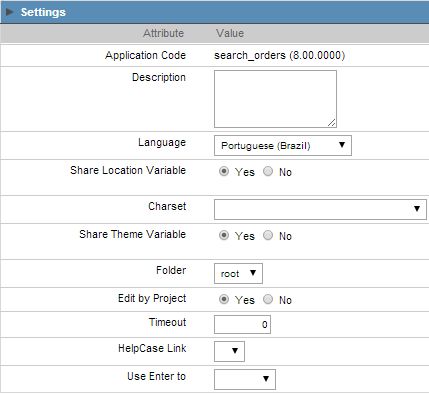 Settings
Attribute Value
Application Code search_orders (8.00.0000)
Description
Language Portuguese (Brazil)
Share Location Variable Yes No
Charset
Share Theme Variable Yes No
Folder root
Edit by Project Yes No
Timeout 0
HelpCase Link
Use Enter to